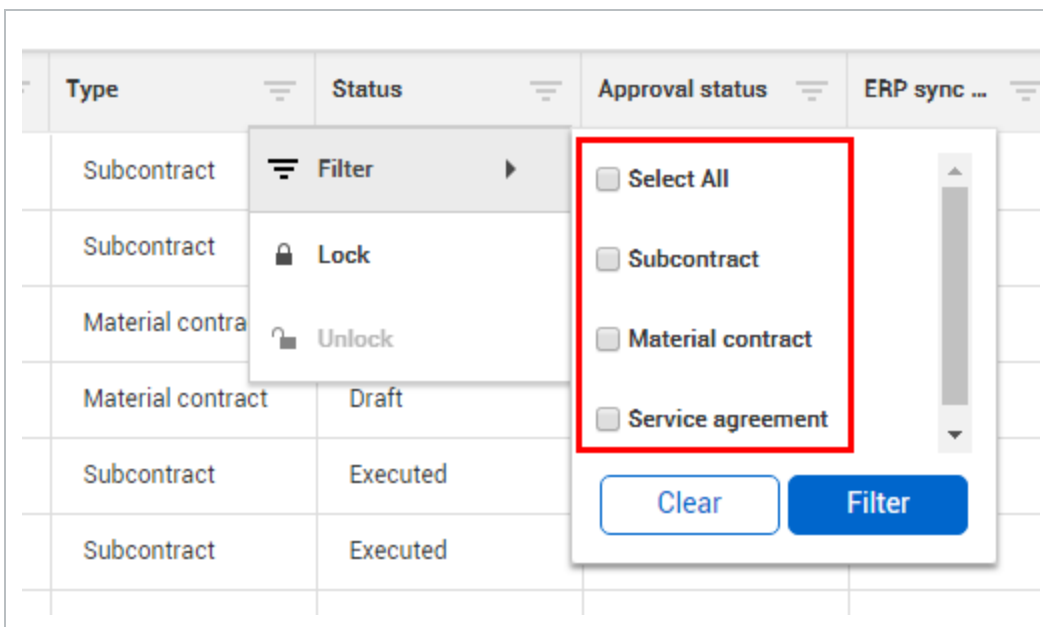 Type Status Approval status ERP sync ...
Subcontract Filter Select All
Subcontract Lock Subcontract
Material contra Unlock Material contract
Material contract Draft Service agreement
Subcontract Executed Clear Filter
Subcontract Executed